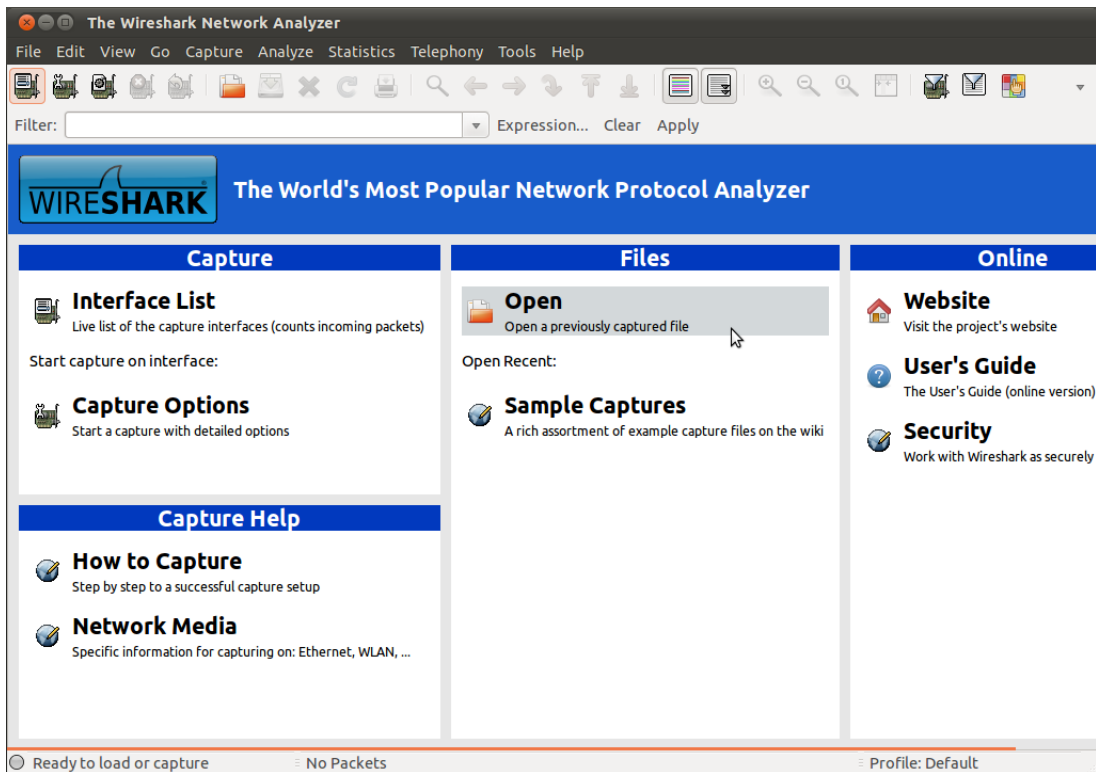 The Wireshark Network Analyzer
File Edit View Go Capture Analyze Statistics Telephony Tools Help
Filter: Expression... Clear Apply
WIRESHARK The World's Most Popular Network Protocol Analyzer
Capture
Interface List
Live list of the capture interfaces (counts incoming packets)
Start capture on interface:
Capture Options
Start a capture with detailed options
Capture Help
How to Capture
Step by step to a successful capture setup
Network Media
Specific information for capturing on: Ethernet, WLAN, ...
Files
Open
Open a previously captured file
Open Recent:
Sample Captures
A rich assortment of example capture files on the wiki
Online
Website
Visit the project's website
User's Guide
The User's Guide (online version)
Security
Work with Wireshark as securely
Ready to load or capture
No Packets
Profile: Default